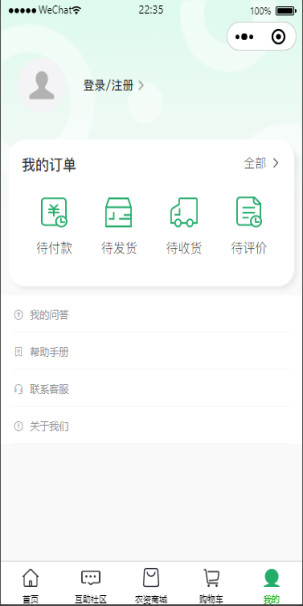 ●●●●● WeChat 22:35 100%
登录/注册
我的订单 全部
待付款 待发货 待收货 待评价
我的问答
帮助手册
联系客服
关于我们
首页 互助社区 农资商城 购物车 我的